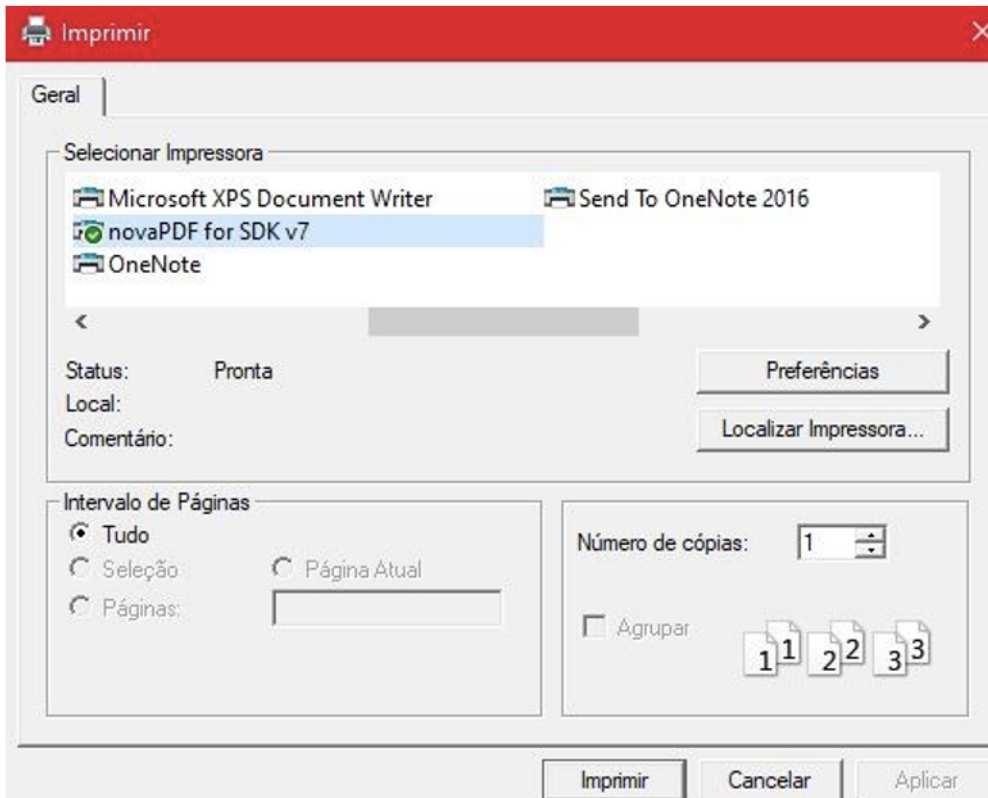 Imprimir
Geral
Selecionar Impressora
Microsoft XPS Document Writer
Send To OneNote 2016
novaPDF for SDK v7
OneNote
Status: Pronta
Preferências
Local:
Comentário:
Localizar Impressora...
Intervalo de Páginas
Tudo
Seleção
Página Atual
Páginas:
Número de cópias: 1
Agrupar
1 1 2 2 3 3
Imprimir
Cancelar
Aplicar